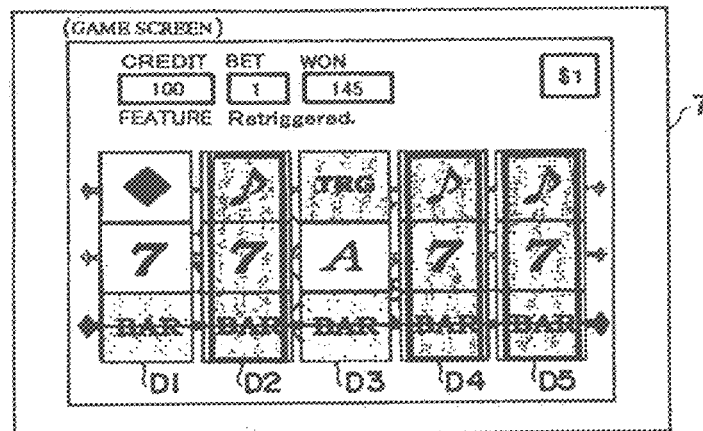 (GAME SCREEN)
CREDIT BET WON
100 1 145 $1
FEATURE Retriggered.
7
TRG
7 7 A 7 7
BAR BAR BAR BAR BAR
D1 D2 D3 D4 D5